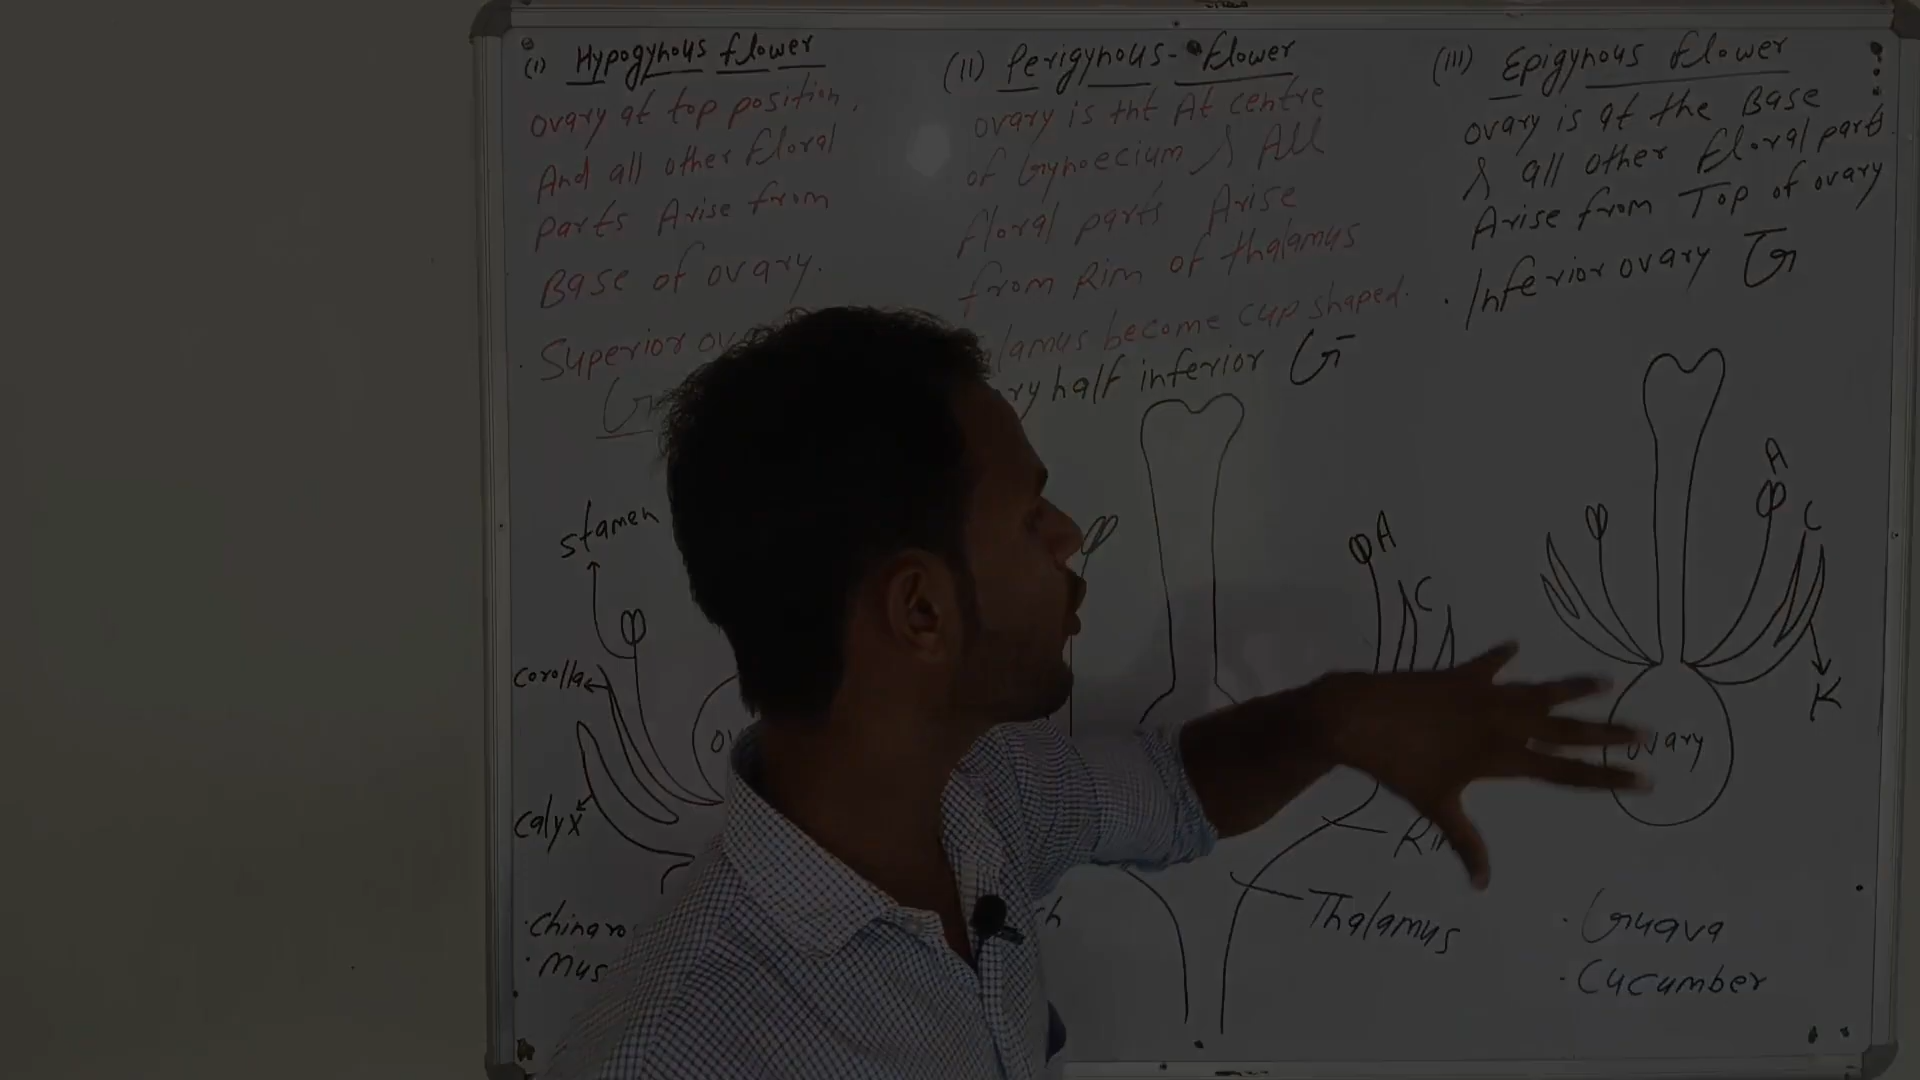 (i) Hypogynous flower
ovary at top position,
And all other floral
parts Arise from
Base of ovary.
Superior
G
stamen
corolla
calyx
(II) Perigynous-flower
ovary is tht At centre
of Gynoecium & All
floral parts Arise
from Rim of thalamus
become cup shaped.
half inferior G
A
C
Thalamus
(III) Epigynous flower
ovary is at the Base
& all other floral parts
Arise from Top of ovary
Inferior ovary G
A
C
K
ovary
Guava
Cucumber